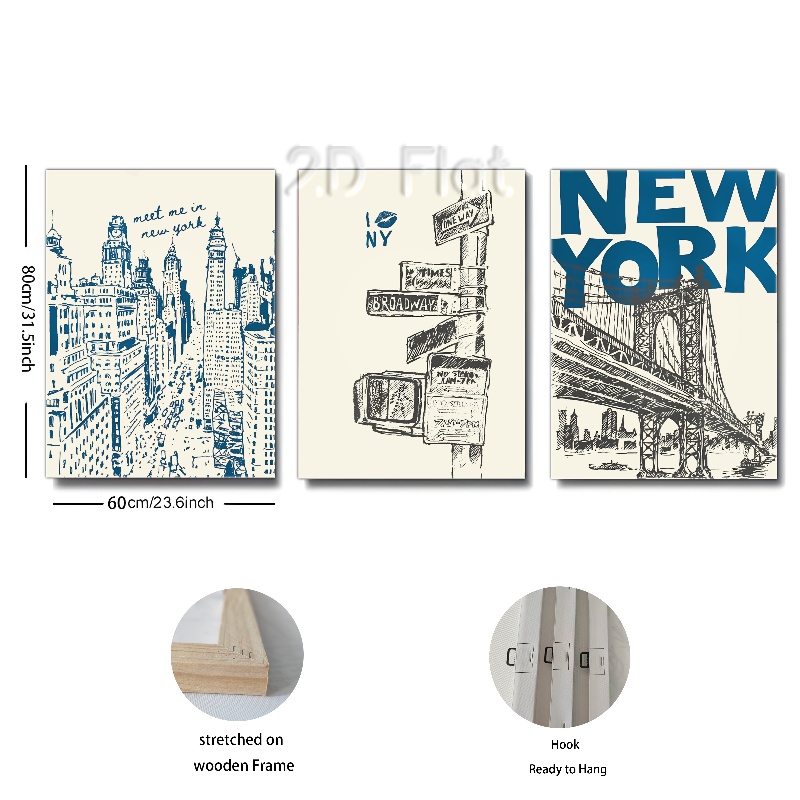 2D Flat
meet me in
new york
I
NY
ONE WAY
TIMES
BROADWAY
NEW
YORK
80cm/31.5inch
60cm/23.6inch
stretched on
wooden Frame
Hook
Ready to Hang